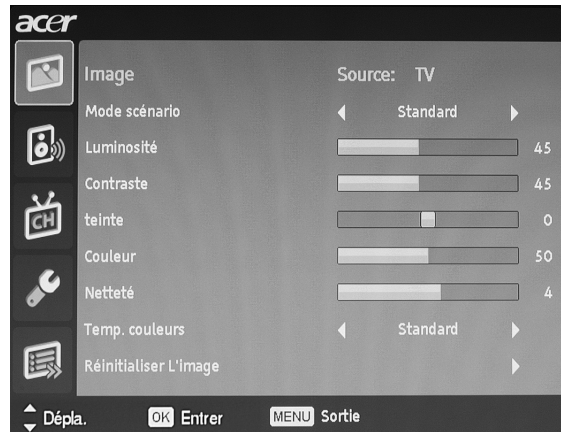 acer
Image Source: TV
Mode scénario Standard
Luminosité 45
Contraste 45
CH
teinte 0
Couleur 50
Netteté 4
Temp. couleurs Standard
Réinitialiser L'image
Dépla. OK Entrer MENU Sortie